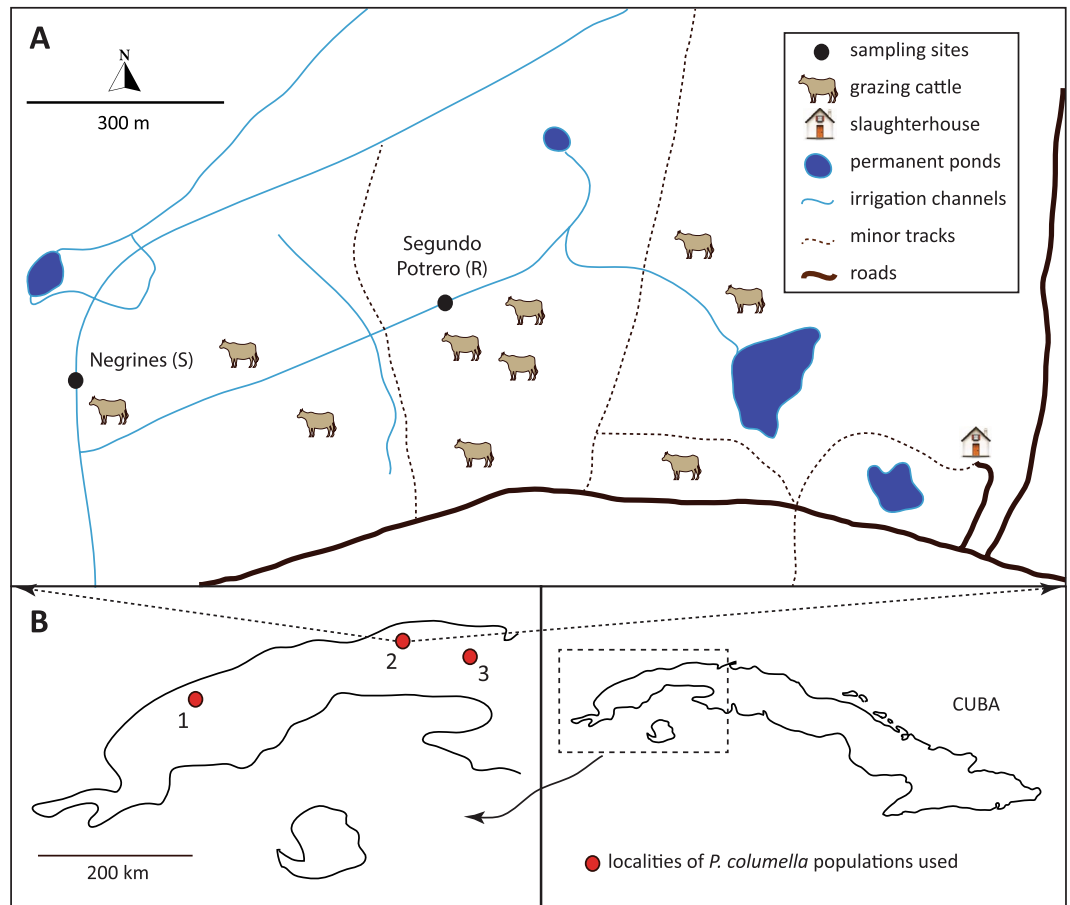 A
N
300 m
sampling sites
grazing cattle
slaughterhouse
permanent ponds
irrigation channels
minor tracks
roads
Segundo
Potrero (R)
Negrines (S)
B
1
2
3
200 km
CUBA
localities of P. columella populations used